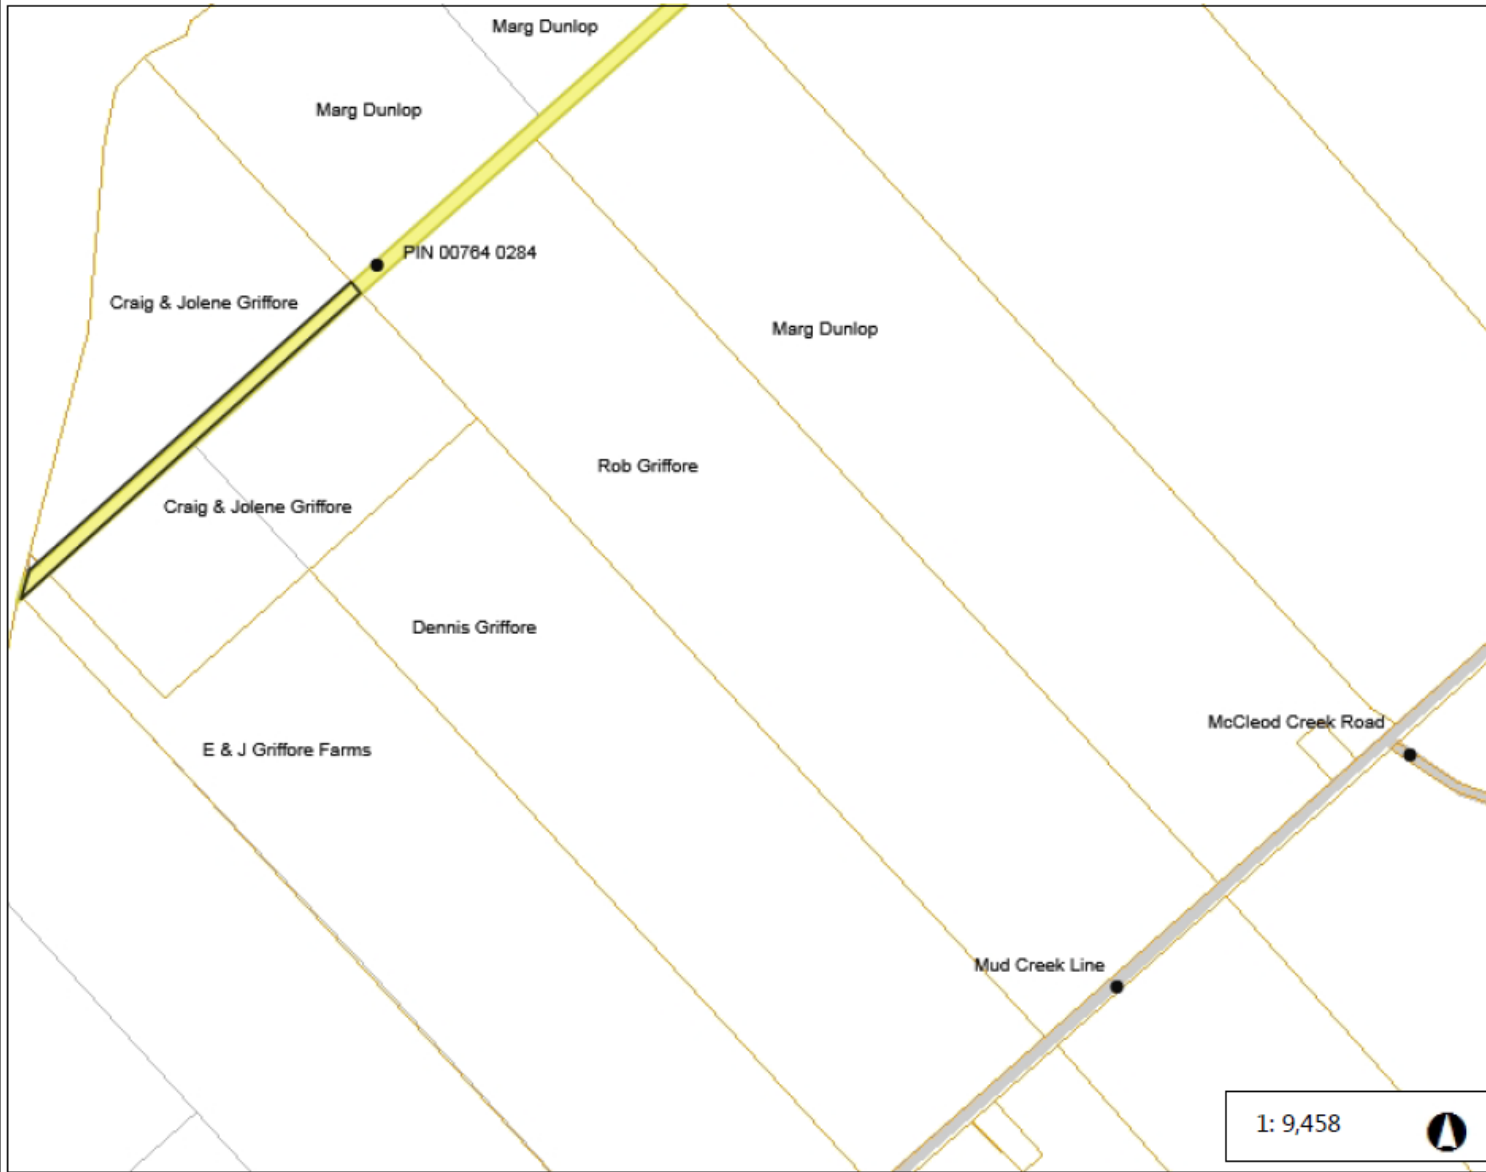 Marg Dunlop
Marg Dunlop
PIN 00764 0284
Craig & Jolene Griffore
Marg Dunlop
Rob Griffore
Craig & Jolene Griffore
Dennis Griffore
McCleod Creek Road
E & J Griffore Farms
Mud Creek Line
1: 9,458